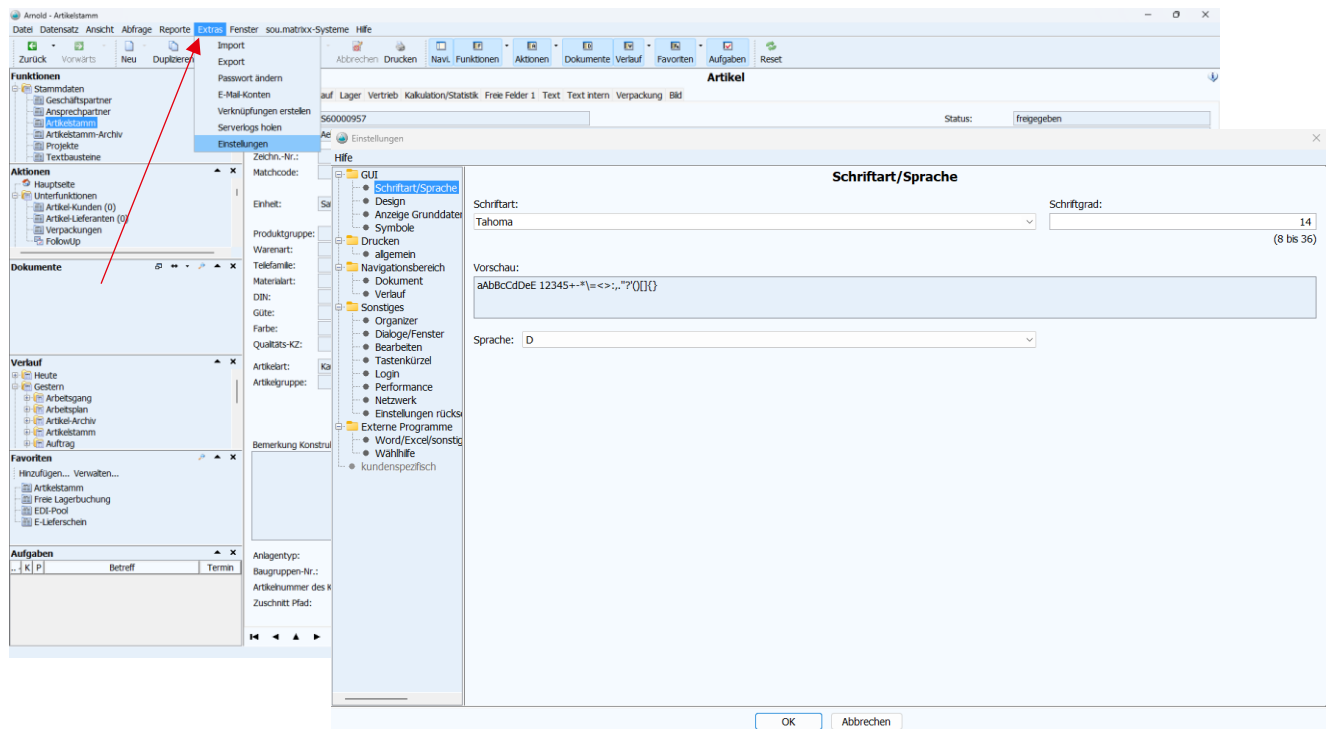 Arnold - Artikelstamm
Datei Datensatz Ansicht Abfrage Reporte Extras Fenster sou.matrixx-Systeme Hilfe
Zurück Vorwärts Neu Duplizieren Abbrechen Drucken Navi. Funktionen Aktionen Dokumente Verlauf Favoriten Aufgaben Reset
Import
Export
Passwort ändern
E-Mail-Konten
Verknüpfungen erstellen
Serverlogs holen
Einstellungen
Funktionen
Stammdaten
Geschäftspartner
Ansprechpartner
Artikelstamm
Artikelstamm-Archiv
Projekte
Textbausteine
Aktionen
Hauptseite
Unterfunktionen
Artikel-Kunden (0)
Artikel-Lieferanten (0)
Verpackungen
FollowUp
Dokumente
Verlauf
Heute
Gestern
Arbeitsgang
Arbeitsplan
Artikel-Archiv
Artikelstamm
Auftrag
Favoriten
Hinzufügen... Verwalten...
Artikelstamm
Freie Lagerbuchung
EDI-Pool
E-Lieferschein
Aufgaben
.. K P Betreff Termin
Artikel
auf Lager Vertrieb Kalkulation/Statistik Freie Felder 1 Text Text intern Verpackung Bild
S60000957 Status: freigegeben
Zeichn.-Nr.:
Matchcode:
Einheit:
Produktgruppe:
Warenart:
Teilefamilie:
Materialart:
DIN:
Güte:
Farbe:
Qualitäts-KZ:
Artikelart:
Artikelgruppe:
Bemerkung Konstruk
Anlagentyp:
Baugruppen-Nr.:
Artikelnummer des K
Zuschnitt Pfad:
Einstellungen
Hilfe
GUI
Schriftart/Sprache
Design
Anzeige Grunddaten
Symbole
Drucken
allgemein
Navigationsbereich
Dokument
Verlauf
Sonstiges
Organizer
Dialoge/Fenster
Bearbeiten
Tastenkürzel
Login
Performance
Netzwerk
Einstellungen rückse
Externe Programme
Word/Excel/sonstig
Wählhilfe
kundenspezifisch
Schriftart/Sprache
Schriftart: Schriftgrad:
Tahoma 14
(8 bis 36)
Vorschau:
aAbBcCdDeE 12345+-*\=<>:,."?'()[]{}
Sprache: D
OK Abbrechen